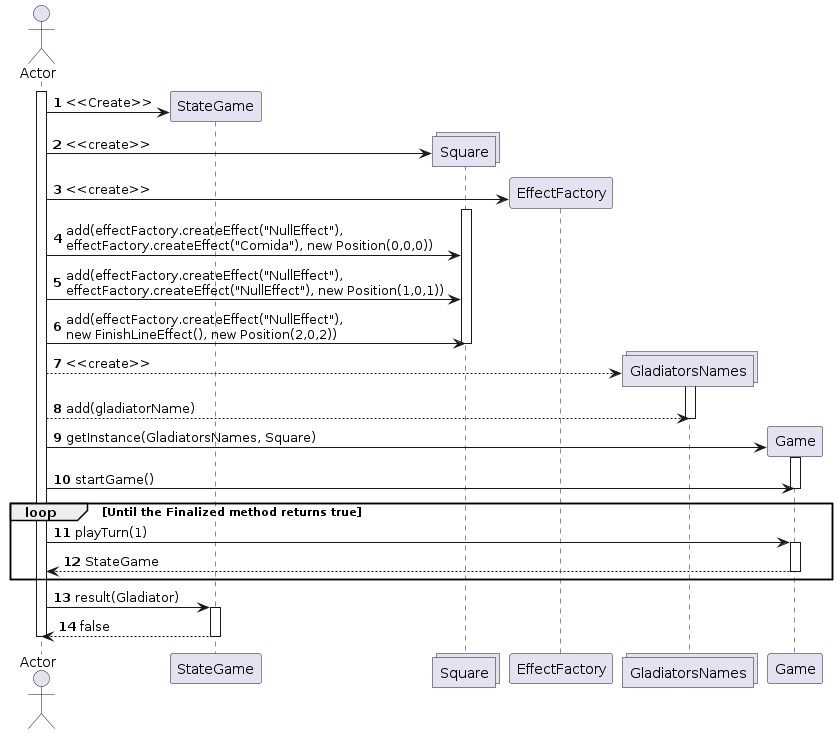 Actor
1 <<Create>>
StateGame
2 <<create>>
Square
3 <<create>>
EffectFactory
4 add(effectFactory.createEffect("NullEffect"),
effectFactory.createEffect("Comida"), new Position(0,0,0))
5 add(effectFactory.createEffect("NullEffect"),
effectFactory.createEffect("NullEffect"), new Position(1,0,1))
6 add(effectFactory.createEffect("NullEffect"),
new FinishLineEffect(), new Position(2,0,2))
7 <<create>>
GladiatorsNames
8 add(gladiatorName)
9 getInstance(GladiatorsNames, Square)
Game
10 startGame()
loop [Until the Finalized method returns true]
11 playTurn(1)
12 StateGame
13 result(Gladiator)
14 false
Actor
StateGame
Square
EffectFactory
GladiatorsNames
Game